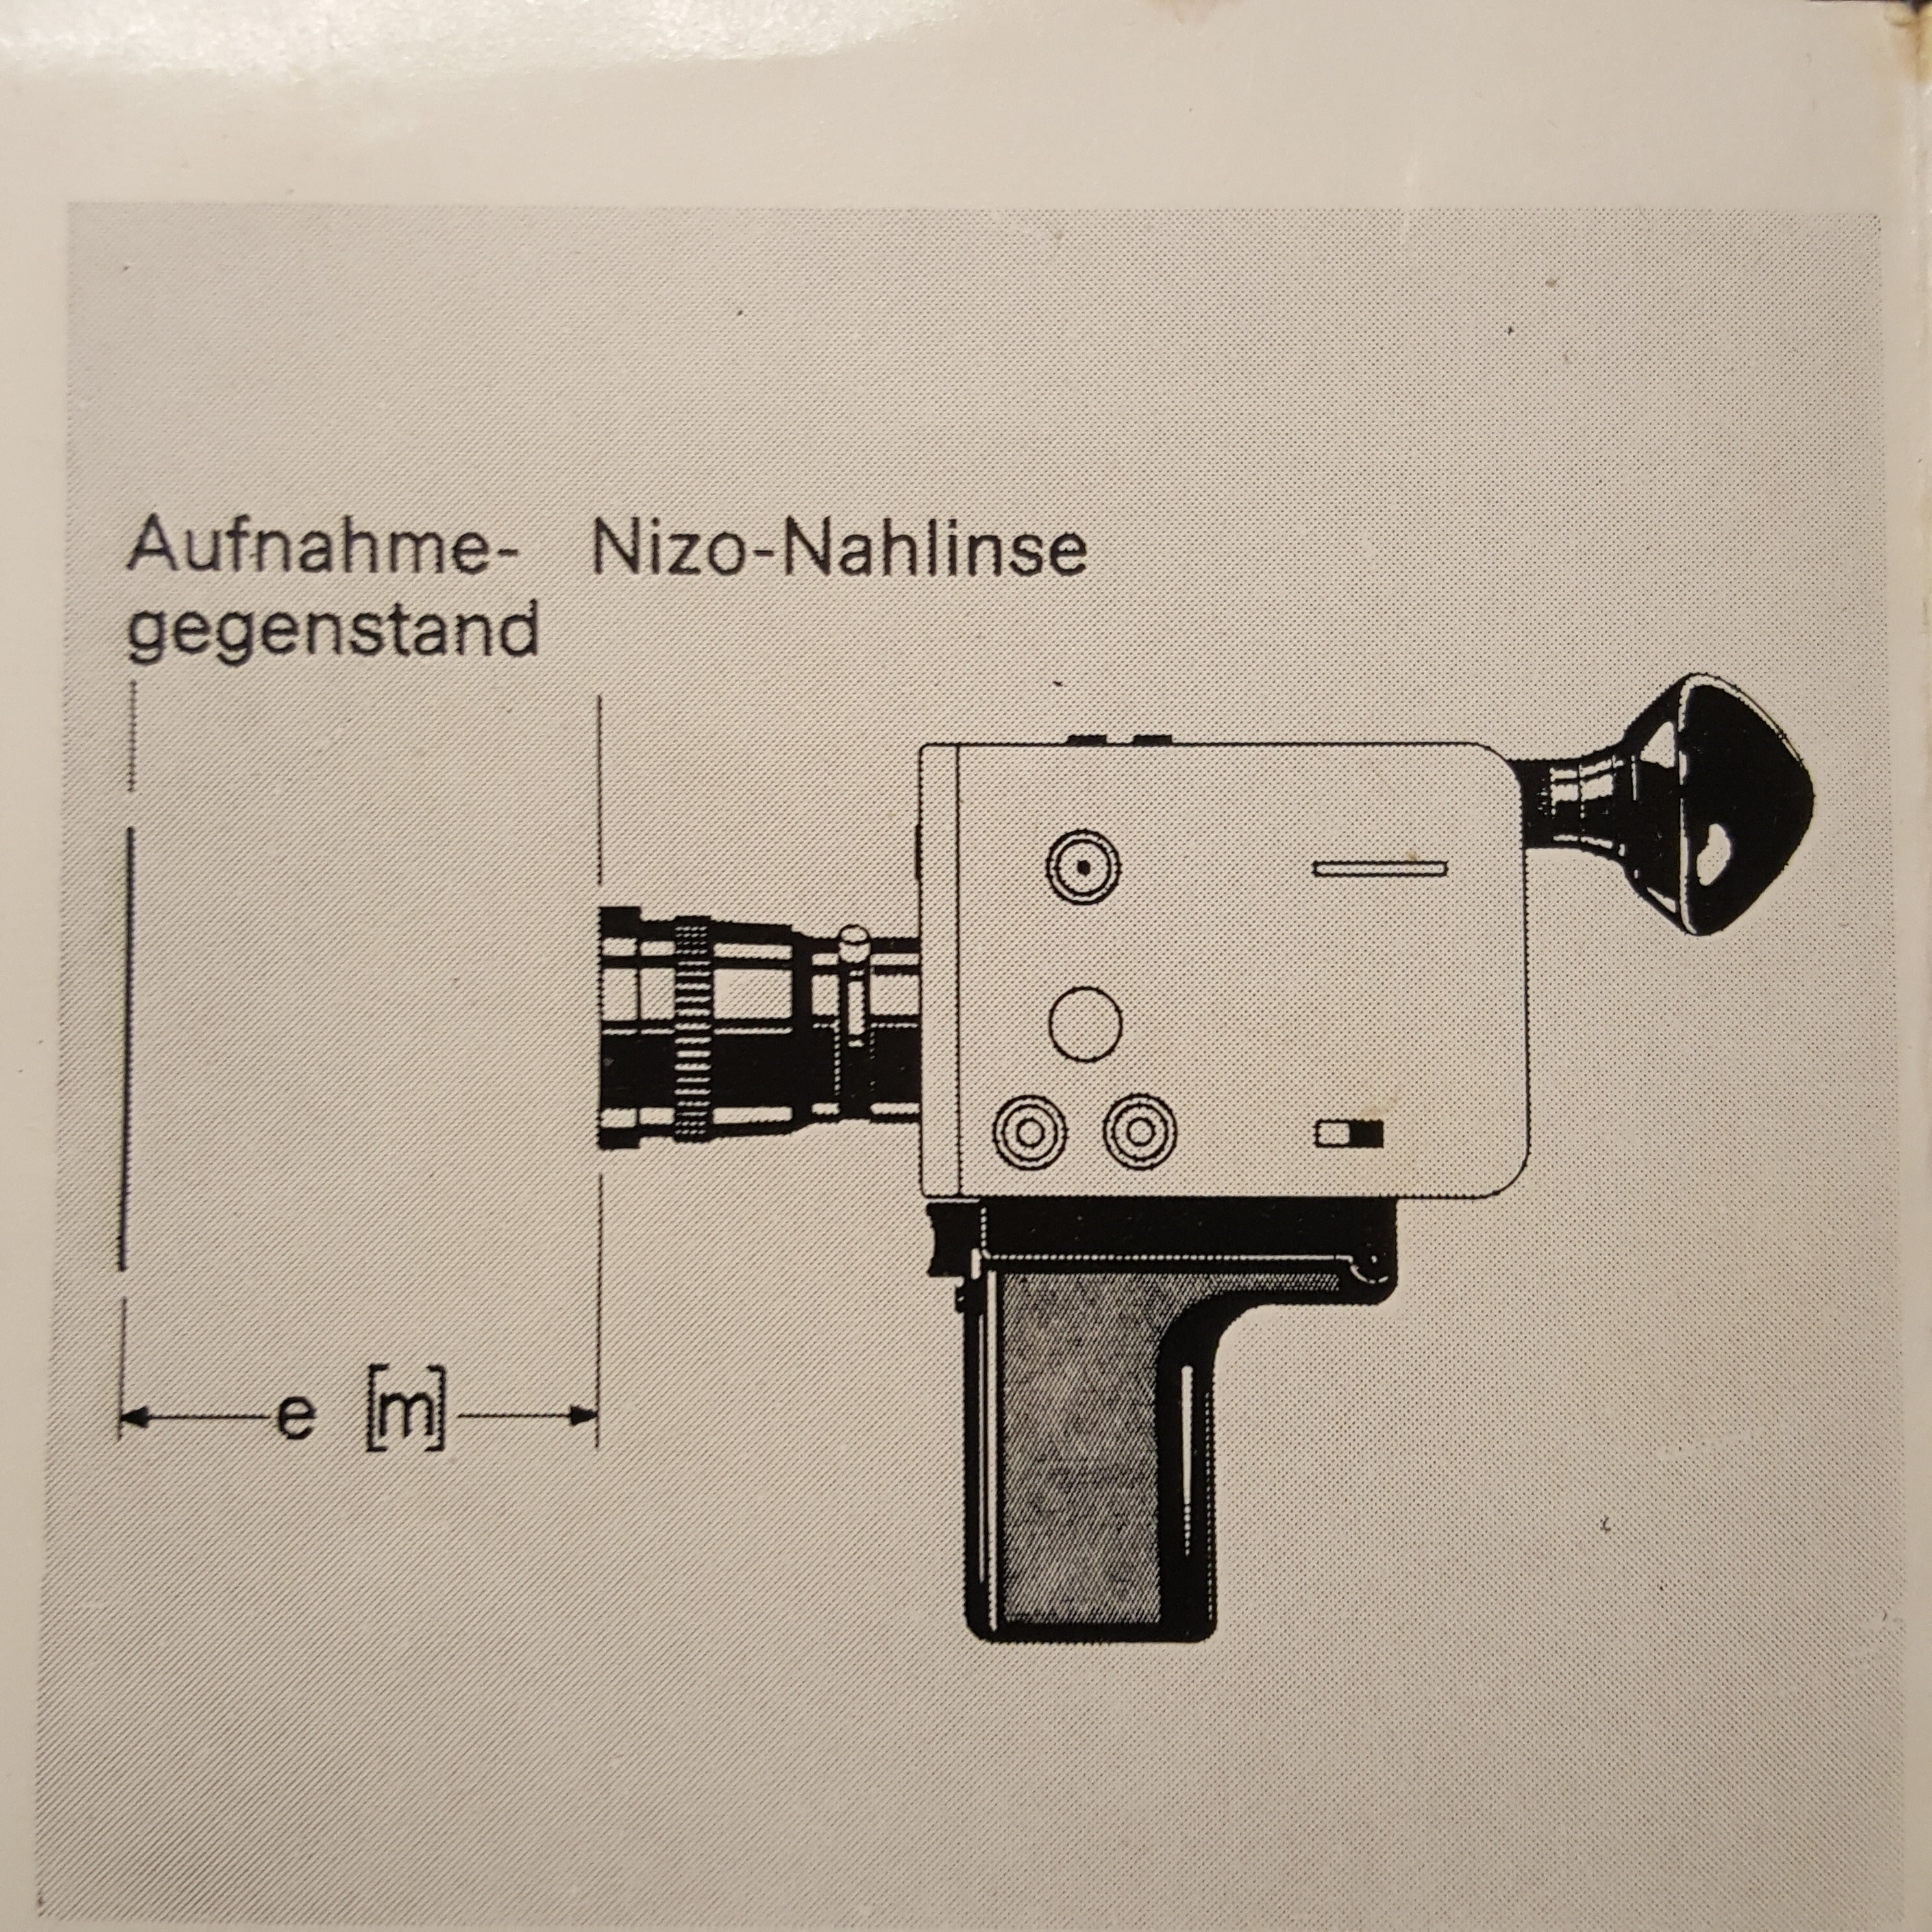 Aufnahme- Nizo-Nahlinse
gegenstand
e [m]